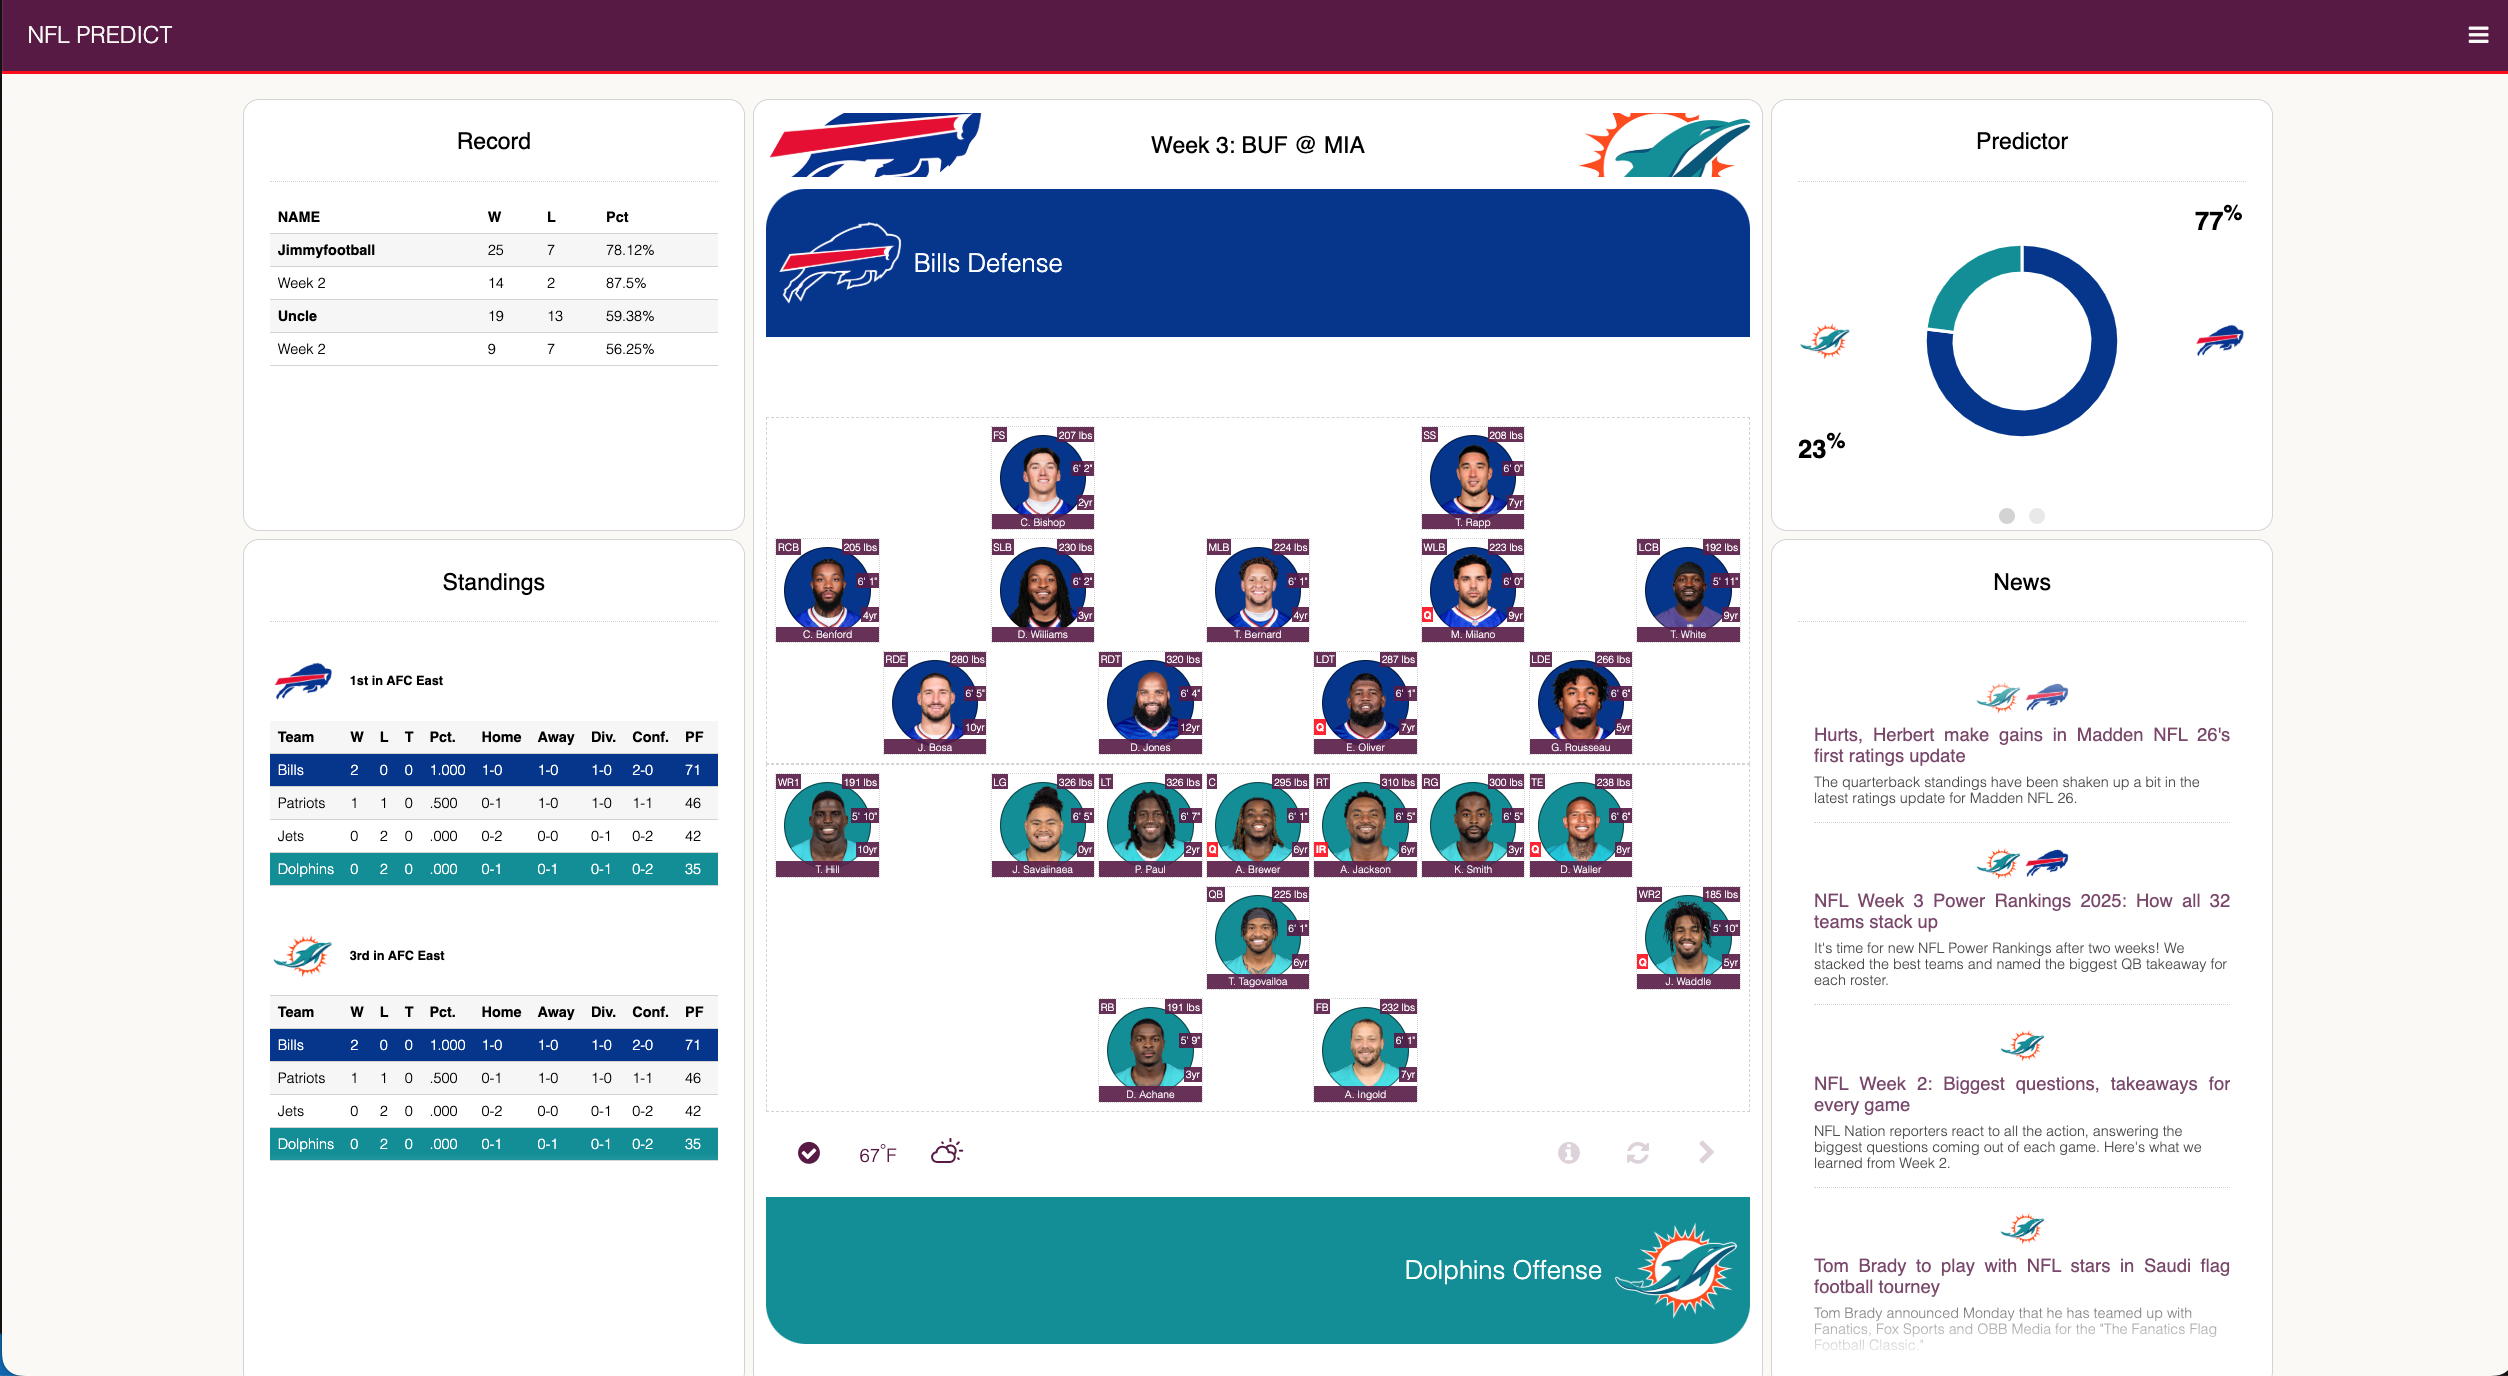 NFL PREDICT
Record
NAME W L Pct
Jimmyfootball 25 7 78.12%
Week 2 14 2 87.5%
Uncle 19 13 59.38%
Week 2 9 7 56.25%
Standings
1st in AFC East
Team W L T Pct. Home Away Div. Conf. PF
Bills 2 0 0 1.000 1-0 1-0 1-0 2-0 71
Patriots 1 1 0 .500 0-1 1-0 1-0 1-1 46
Jets 0 2 0 .000 0-2 0-0 0-1 0-2 42
Dolphins 0 2 0 .000 0-1 0-1 0-1 0-2 35
3rd in AFC East
Team W L T Pct. Home Away Div. Conf. PF
Bills 2 0 0 1.000 1-0 1-0 1-0 2-0 71
Patriots 1 1 0 .500 0-1 1-0 1-0 1-1 46
Jets 0 2 0 .000 0-2 0-0 0-1 0-2 42
Dolphins 0 2 0 .000 0-1 0-1 0-1 0-2 35
Week 3: BUF @ MIA
Bills Defense
FS 207 lbs SS 208 lbs
6' 2" 6' 0"
2yr 7yr
C. Bishop T. Rapp
RCB 205 lbs SLB 230 lbs MLB 224 lbs WLB 223 lbs LCB 192 lbs
6' 1" 6' 2" 6' 1" 6' 0" 5' 11"
4yr 3yr 4yr Q 9yr 9yr
C. Benford D. Williams T. Bernard M. Milano T. White
RDE 280 lbs RDT 320 lbs LDT 287 lbs LDE 266 lbs
6' 5" 6' 4" 6' 1" 6' 6"
10yr 12yr Q 7yr 5yr
J. Bosa D. Jones E. Oliver G. Rousseau
WR1 191 lbs LG 326 lbs LT 326 lbs C 295 lbs RT 310 lbs RG 300 lbs TE 238 lbs
5' 10" 6' 5" 6' 7" 6' 1" 6' 5" 6' 5" 6' 6"
10yr 0yr 2yr Q 6yr IR 6yr 3yr Q 8yr
T. Hill J. Savaiinaea P. Paul A. Brewer A. Jackson K. Smith D. Waller
QB 225 lbs WR2 185 lbs
6' 1" 5' 10"
6yr Q 5yr
T. Tagovailoa J. Waddle
RB 191 lbs FB 232 lbs
5' 9" 6' 1"
3yr 7yr
D. Achane A. Ingold
67°F
Dolphins Offense
Predictor
77%
23%
News
Hurts, Herbert make gains in Madden NFL 26's
first ratings update
The quarterback standings have been shaken up a bit in the
latest ratings update for Madden NFL 26.
NFL Week 3 Power Rankings 2025: How all 32
teams stack up
It's time for new NFL Power Rankings after two weeks! We
stacked the best teams and named the biggest QB takeaway for
each roster.
NFL Week 2: Biggest questions, takeaways for
every game
NFL Nation reporters react to all the action, answering the
biggest questions coming out of each game. Here's what we
learned from Week 2.
Tom Brady to play with NFL stars in Saudi flag
football tourney
Tom Brady announced Monday that he has teamed up with
Fanatics, Fox Sports and OBB Media for the "The Fanatics Flag
Football Classic."